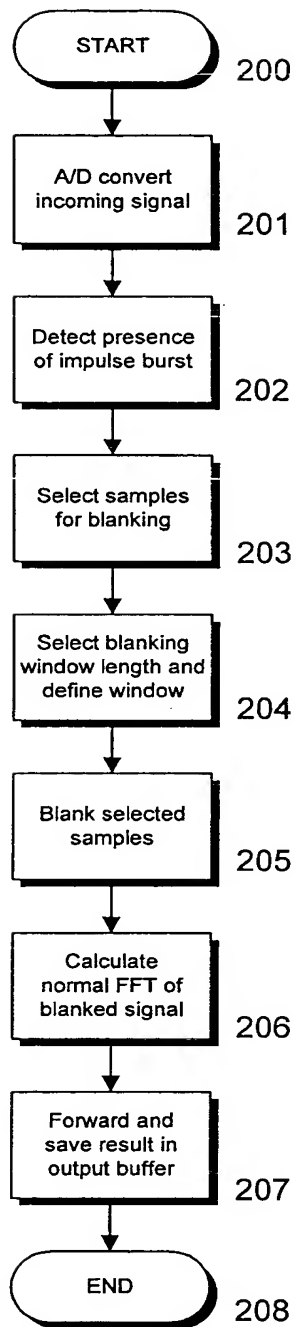 START
200
A/D convert
incoming signal
201
Detect presence
of impulse burst
202
Select samples
for blanking
203
Select blanking
window length and
define window
204
Blank selected
samples
205
Calculate
normal FFT of
blanked signal
206
Forward and
save result in
output buffer
207
END
208